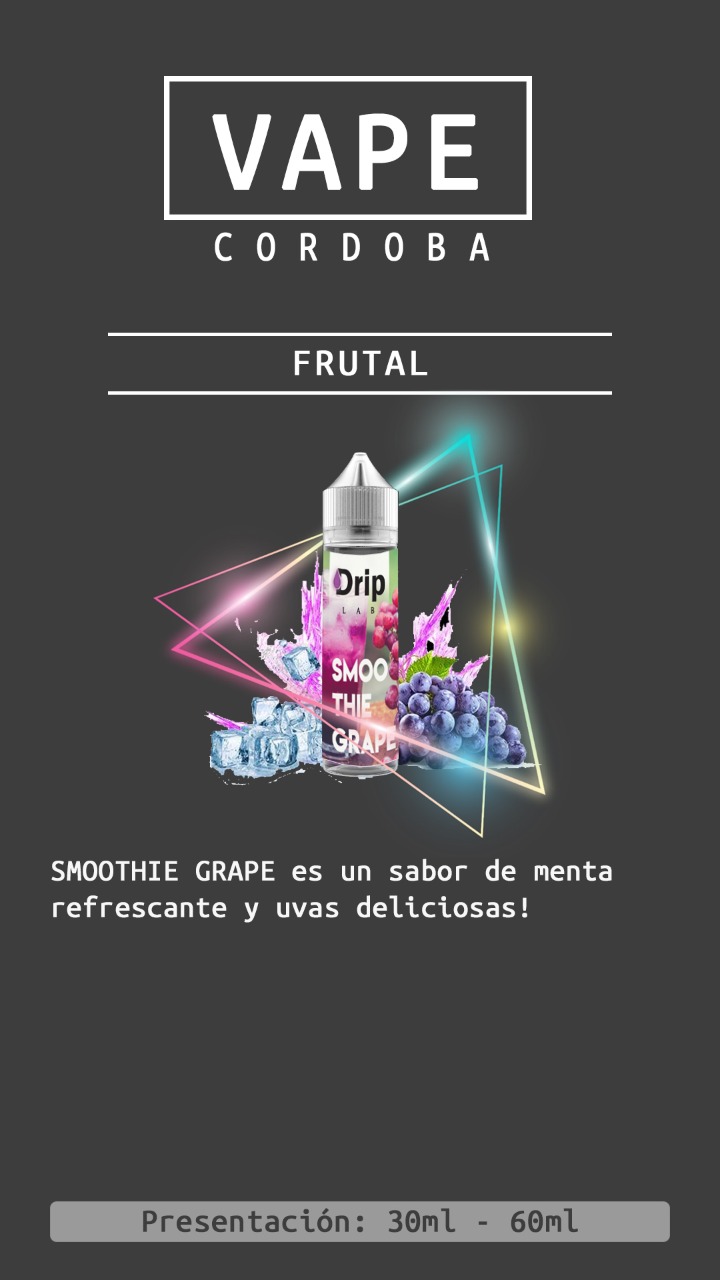 VAPE
CORDOBA
FRUTAL
Drip
LAB
SMOO
THIE
GRAPE
SMOOTHIE GRAPE es un sabor de menta
refrescante y uvas deliciosas!
Presentación: 30ml - 60ml